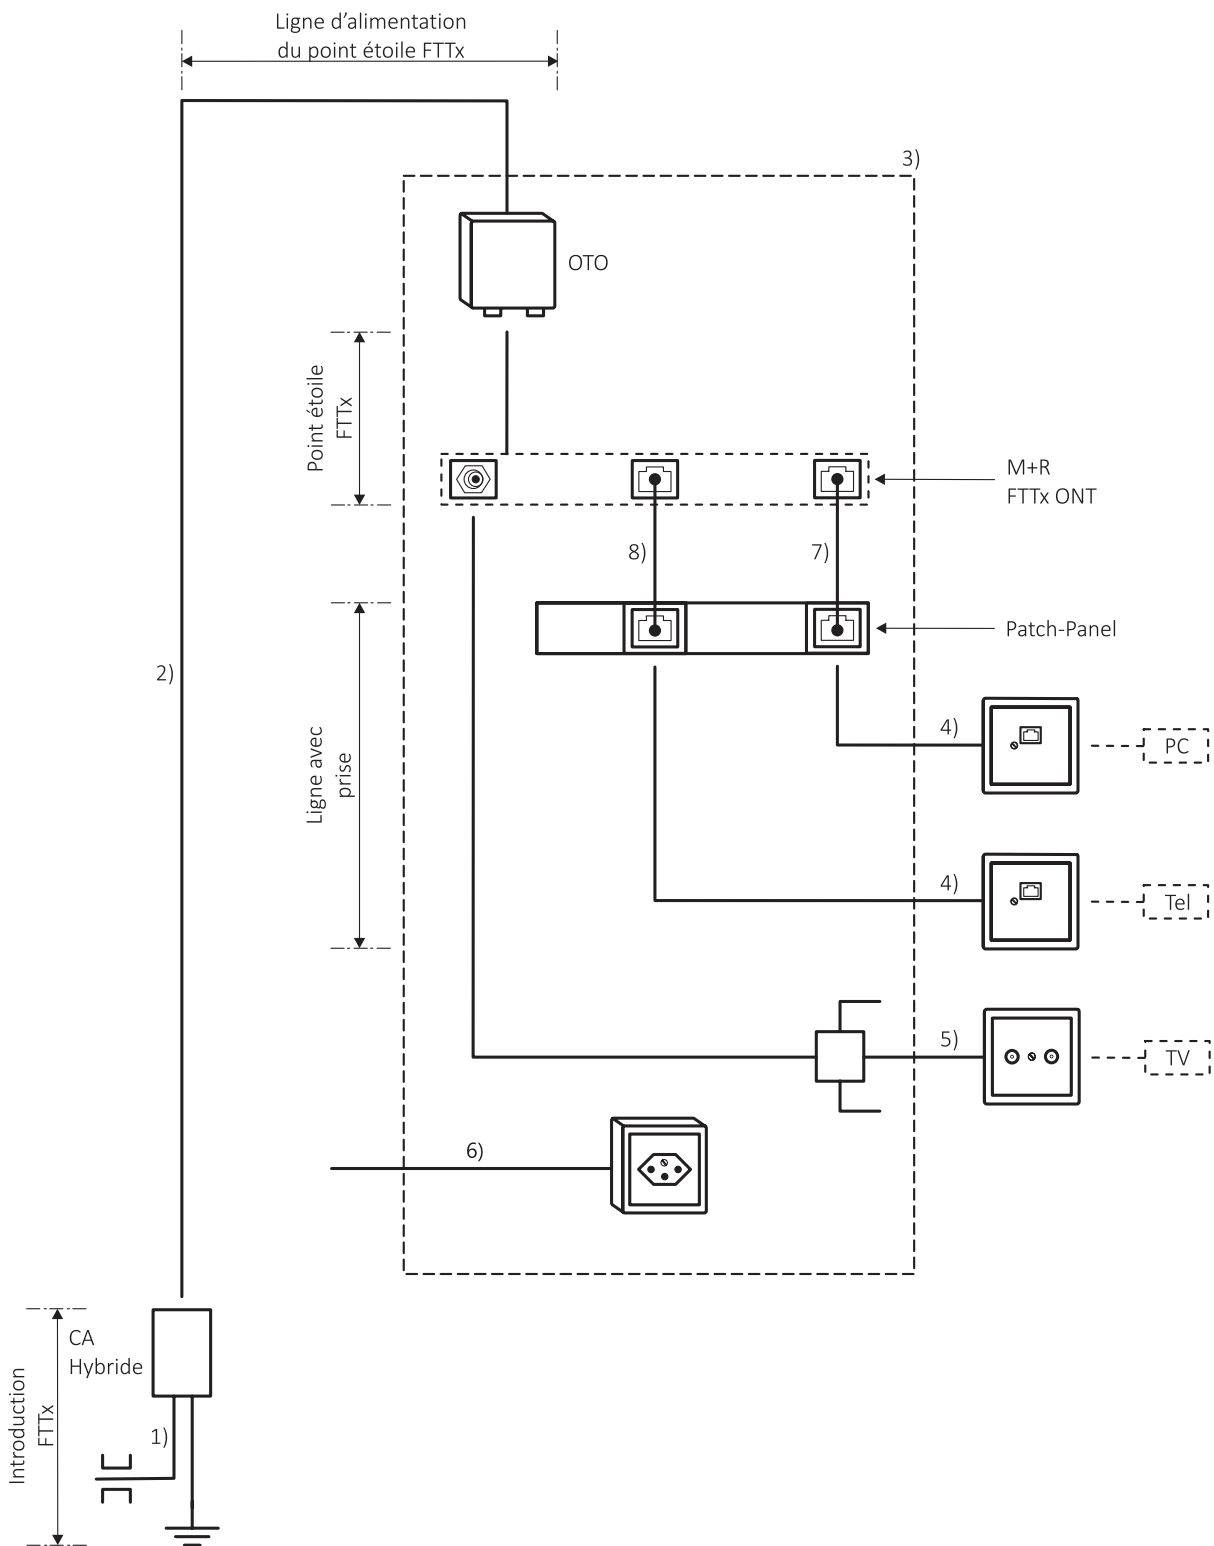 Ligne d’alimentation
du point étoile FTTx
3)
OTO
Point étoile
FTTx
M+R
FTTx ONT
8)
7)
Patch-Panel
2)
Ligne avec
prise
4)
PC
4)
Tel
5)
TV
6)
CA
Hybride
Introduction
FTTx
1)